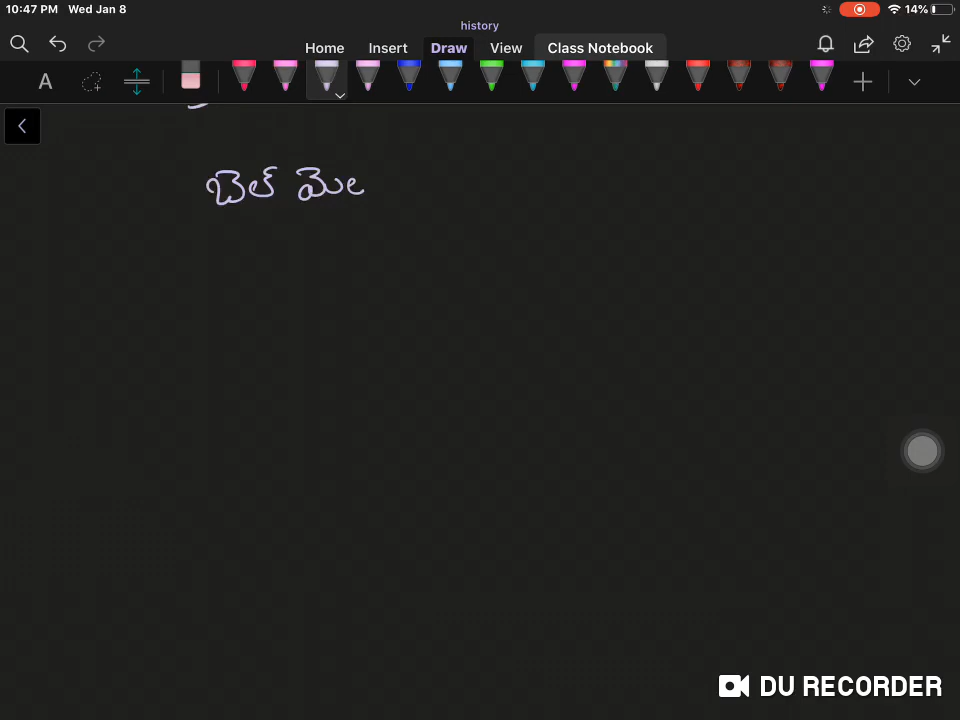 10:47 PM Wed Jan 8
14%
history
Home Insert Draw View Class Notebook
A
బెల్ మె
DU RECORDER